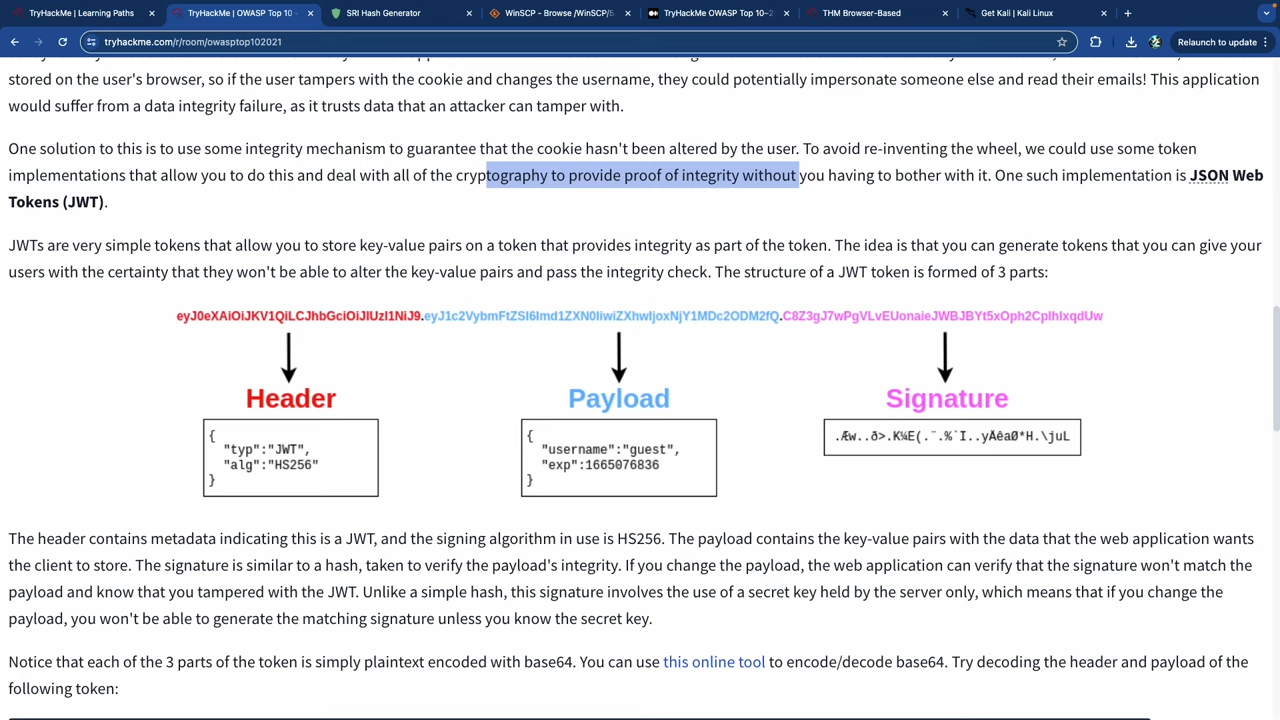 TryHackMe | Learning Paths
TryHackMe | OWASP Top 10 -
SRI Hash Generator
WinSCP - Browse /WinSCP/5.
TryHackMe OWASP Top 10–2
THM Browser-Based
Get Kali | Kali Linux
tryhackme.com/r/room/owasptop102021
Relaunch to update
stored on the user's browser, so if the user tampers with the cookie and changes the username, they could potentially impersonate someone else and read their emails! This application
would suffer from a data integrity failure, as it trusts data that an attacker can tamper with.
One solution to this is to use some integrity mechanism to guarantee that the cookie hasn't been altered by the user. To avoid re-inventing the wheel, we could use some token
implementations that allow you to do this and deal with all of the cryptography to provide proof of integrity without you having to bother with it. One such implementation is JSON Web
Tokens (JWT).
JWTs are very simple tokens that allow you to store key-value pairs on a token that provides integrity as part of the token. The idea is that you can generate tokens that you can give your
users with the certainty that they won't be able to alter the key-value pairs and pass the integrity check. The structure of a JWT token is formed of 3 parts:
eyJ0eXAiOiJKV1QiLCJhbGciOiJIUzI1NiJ9.eyJ1c2VybmFtZSI6Imd1ZXN0IiwiZXhwIjoxNjY1MDc2ODM2fQ.C8Z3gJ7wPgVLvEUonaieJWBJBYt5xOph2CpIhlxqdUw
Header
Payload
Signature
{
"typ":"JWT",
"alg":"HS256"
}
{
"username":"guest",
"exp":1665076836
}
The header contains metadata indicating this is a JWT, and the signing algorithm in use is HS256. The payload contains the key-value pairs with the data that the web application wants
the client to store. The signature is similar to a hash, taken to verify the payload's integrity. If you change the payload, the web application can verify that the signature won't match the
payload and know that you tampered with the JWT. Unlike a simple hash, this signature involves the use of a secret key held by the server only, which means that if you change the
payload, you won't be able to generate the matching signature unless you know the secret key.
Notice that each of the 3 parts of the token is simply plaintext encoded with base64. You can use this online tool to encode/decode base64. Try decoding the header and payload of the
following token: